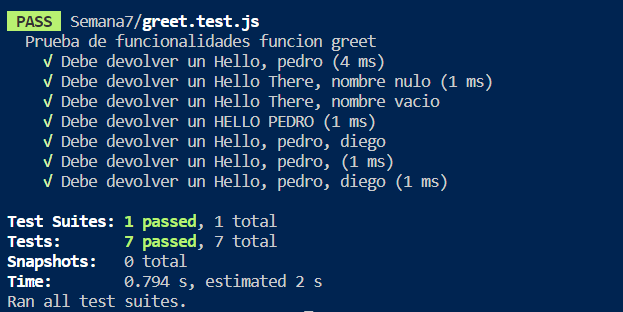 PASS Semana7/greet.test.js
Prueba de funcionalidades funcion greet
√ Debe devolver un Hello, pedro (4 ms)
√ Debe devolver un Hello There, nombre nulo (1 ms)
√ Debe devolver un Hello There, nombre vacio
√ Debe devolver un HELLO PEDRO (1 ms)
√ Debe devolver un Hello, pedro, diego
√ Debe devolver un Hello, pedro, (1 ms)
√ Debe devolver un Hello, pedro, diego (1 ms)
Test Suites: 1 passed, 1 total
Tests: 7 passed, 7 total
Snapshots: 0 total
Time: 0.794 s, estimated 2 s
Ran all test suites.